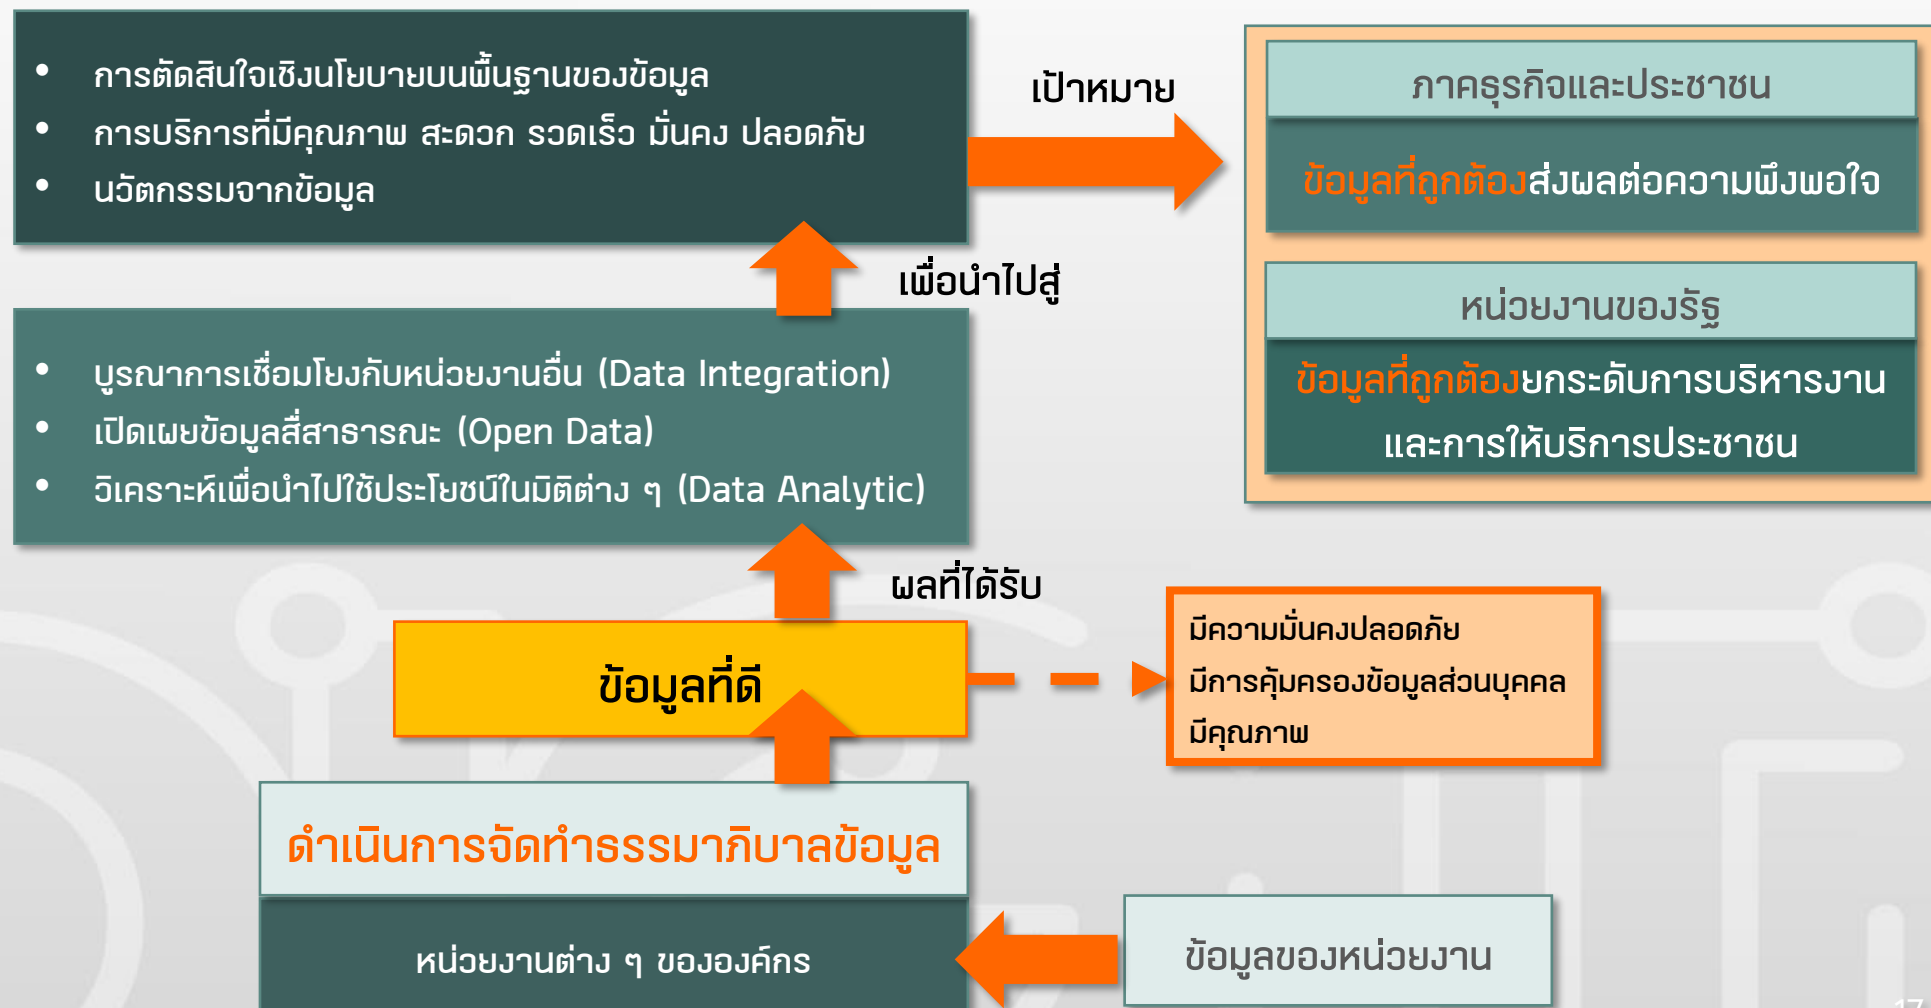 • การตัดสินใจเชิงนโยบายบนพื้นฐานของข้อมูล
• การบริการที่มีคุณภาพ สะดวก รวดเร็ว มั่นคง ปลอดภัย
• นวัตกรรมจากข้อมูล
เป้าหมาย
ภาคธุรกิจและประชาชน
ข้อมูลที่ถูกต้องส่งผลต่อความพึงพอใจ
หน่วยงานของรัฐ
ข้อมูลที่ถูกต้องยกระดับการบริหารงาน
และการให้บริการประชาชน
เพื่อนำไปสู่
• บูรณาการเชื่อมโยงกับหน่วยงานอื่น (Data Integration)
• เปิดเผยข้อมูลสี่สาธารณะ (Open Data)
• วิเคราะห์เพื่อนำไปใช้ประโยชน์ในมิติต่าง ๆ (Data Analytic)
ผลที่ได้รับ
ข้อมูลที่ดี
มีความมั่นคงปลอดภัย
มีการคุ้มครองข้อมูลส่วนบุคคล
มีคุณภาพ
ดำเนินการจัดทำธรรมาภิบาลข้อมูล
หน่วยงานต่าง ๆ ขององค์กร
ข้อมูลของหน่วยงาน
17